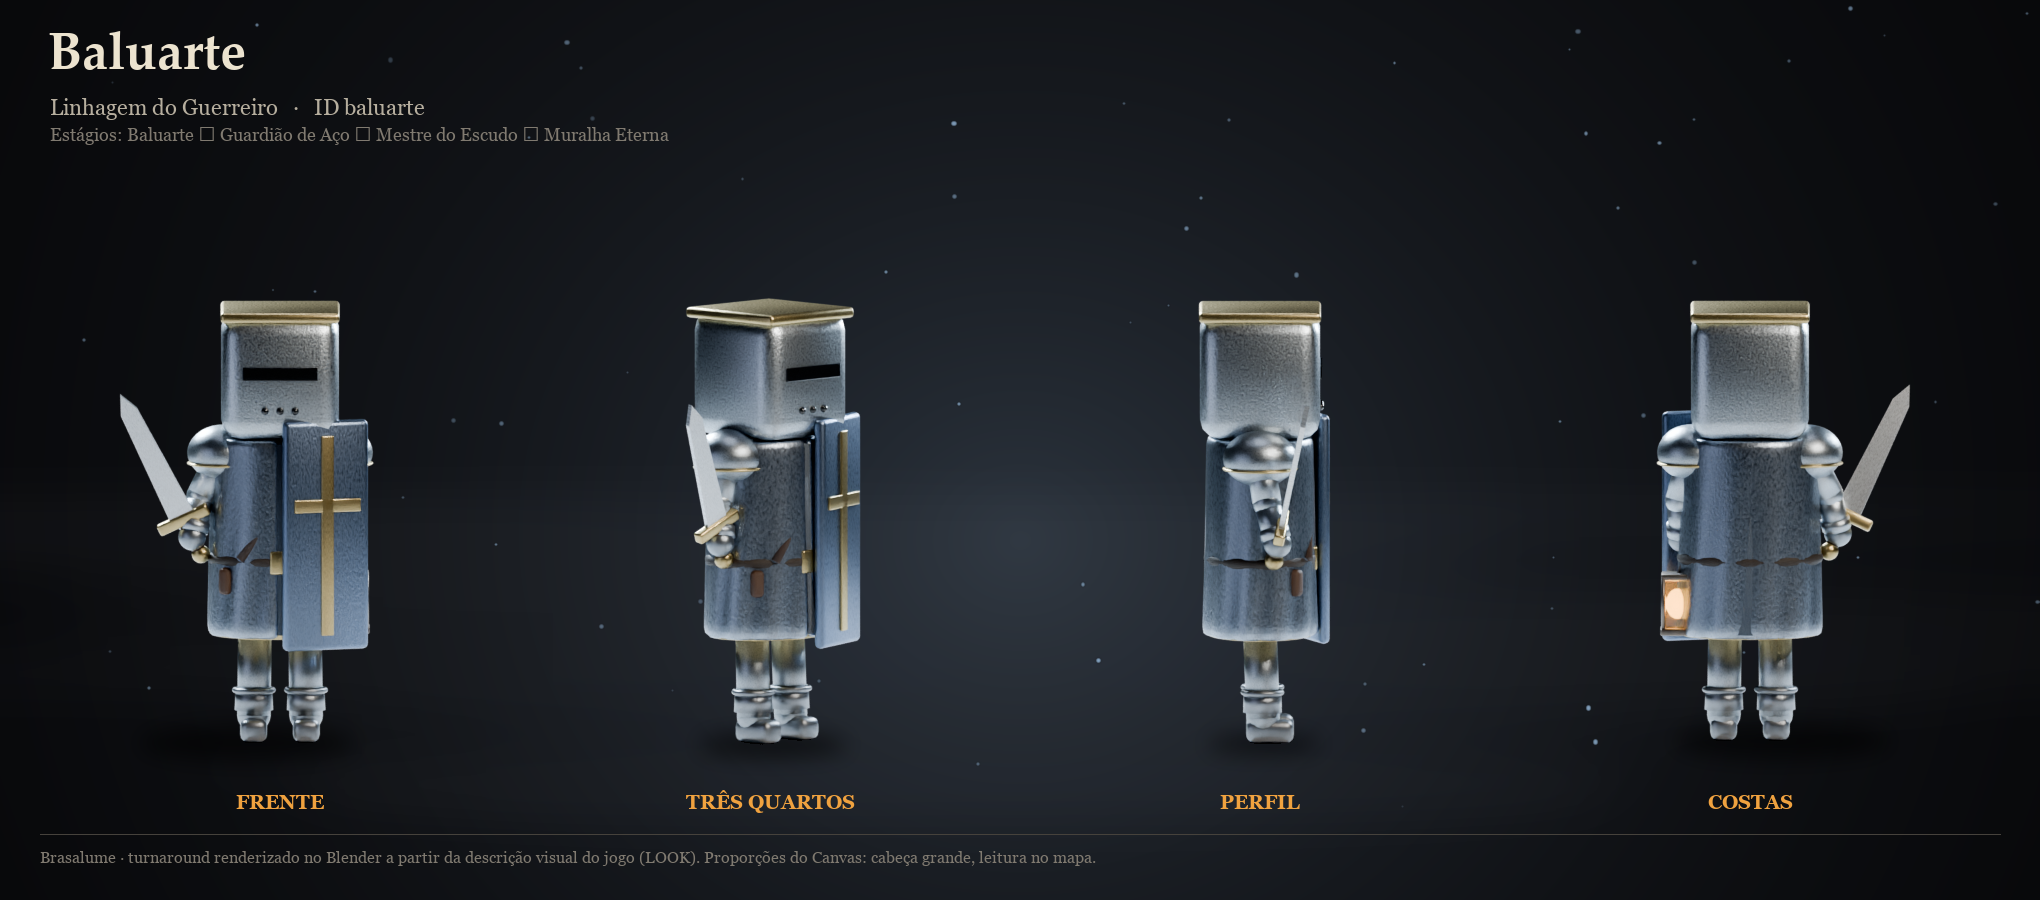 Baluarte
Linhagem do Guerreiro · ID baluarte
Estágios: Baluarte □ Guardião de Aço □ Mestre do Escudo □ Muralha Eterna
FRENTE
TRÊS QUARTOS
PERFIL
COSTAS
Brasalume · turnaround renderizado no Blender a partir da descrição visual do jogo (LOOK). Proporções do Canvas: cabeça grande, leitura no mapa.